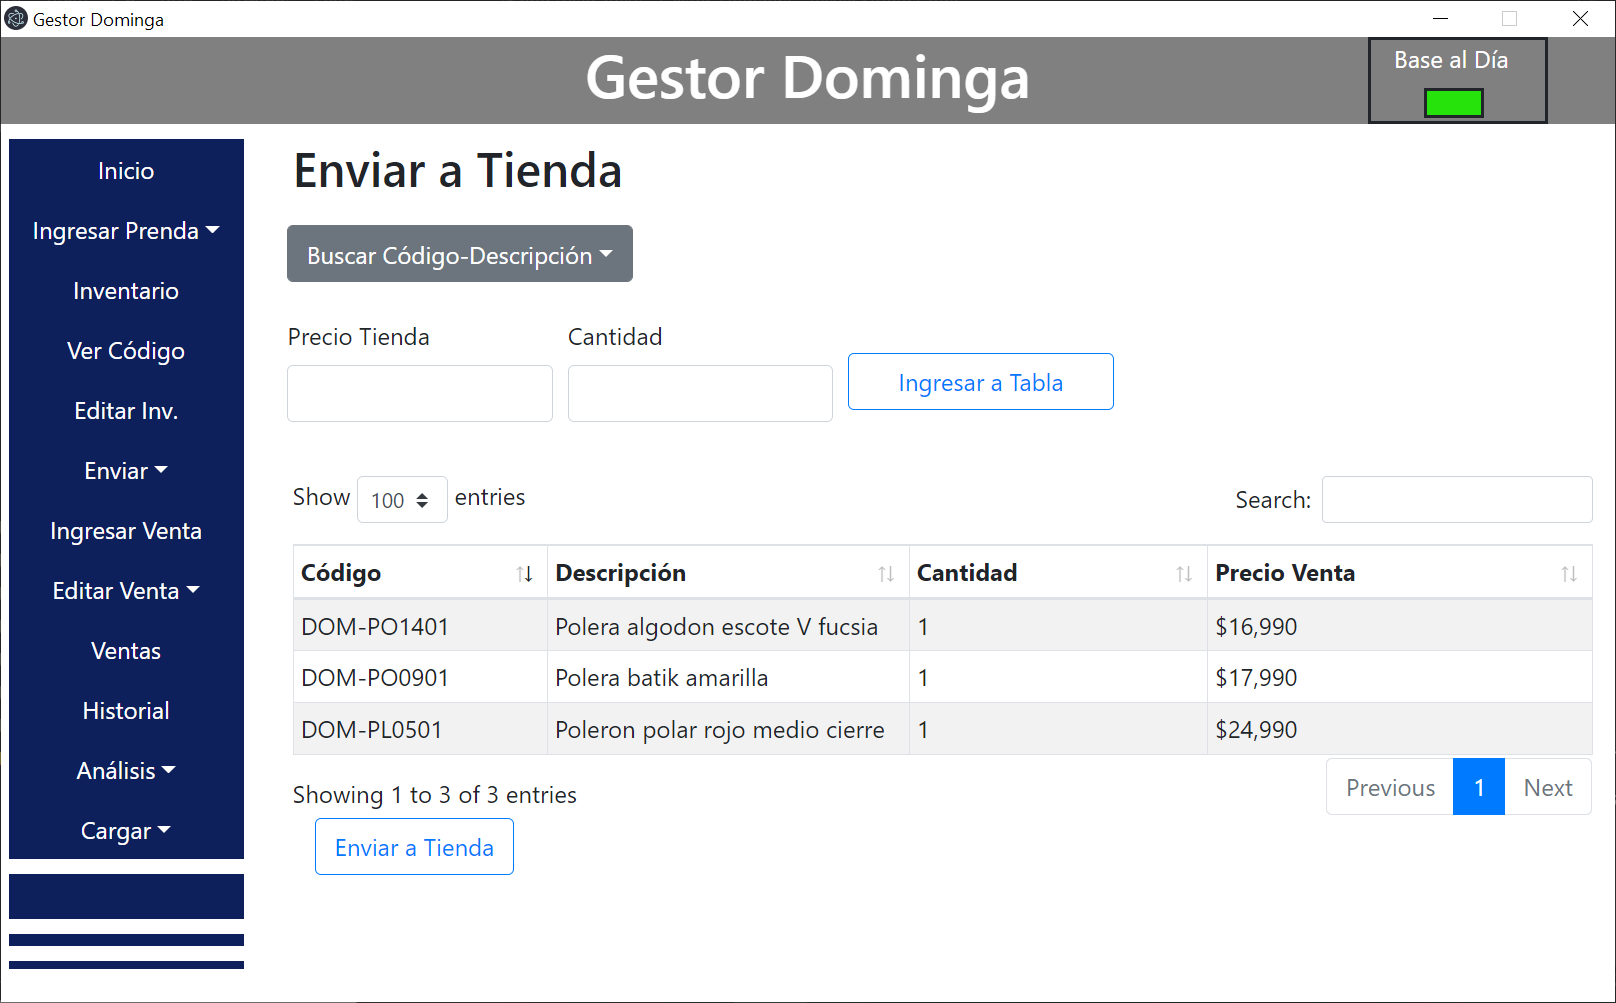 Gestor Dominga
Gestor Dominga
Base al Día
Inicio
Ingresar Prenda
Inventario
Ver Código
Editar Inv.
Enviar
Ingresar Venta
Editar Venta
Ventas
Historial
Análisis
Cargar
Enviar a Tienda
Buscar Código-Descripción
Precio Tienda Cantidad
Ingresar a Tabla
Show 100 entries Search:
Código Descripción Cantidad Precio Venta
DOM-PO1401 Polera algodon escote V fucsia 1 $16,990
DOM-PO0901 Polera batik amarilla 1 $17,990
DOM-PL0501 Poleron polar rojo medio cierre 1 $24,990
Showing 1 to 3 of 3 entries Previous 1 Next
Enviar a Tienda